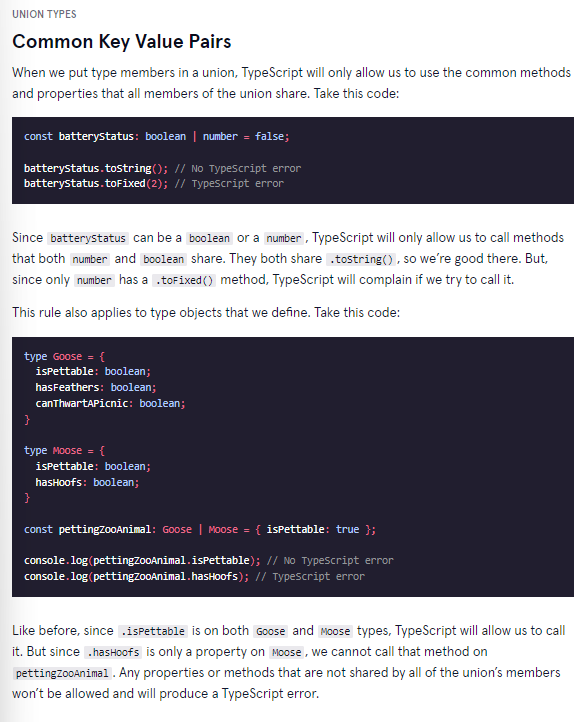 UNION TYPES
Common Key Value Pairs
When we put type members in a union, TypeScript will only allow us to use the common methods
and properties that all members of the union share. Take this code:
const batteryStatus: boolean | number = false;
batteryStatus.toString(); // No TypeScript error
batteryStatus.toFixed(2); // TypeScript error
Since batteryStatus can be a boolean or a number, TypeScript will only allow us to call methods
that both number and boolean share. They both share .toString(), so we're good there. But,
since only number has a .toFixed() method, TypeScript will complain if we try to call it.
This rule also applies to type objects that we define. Take this code:
type Goose = {
isPettable: boolean;
hasFeathers: boolean;
canThwartAPicnic: boolean;
}
type Moose = {
isPettable: boolean;
hasHoofs: boolean;
}
const pettingZooAnimal: Goose | Moose = { isPettable: true };
console.log(pettingZooAnimal.isPettable); // No TypeScript error
console.log(pettingZooAnimal.hasHoofs); // TypeScript error
Like before, since .isPettable is on both Goose and Moose types, TypeScript will allow us to call
it. But since .hasHoofs is only a property on Moose, we cannot call that method on
pettingZooAnimal. Any properties or methods that are not shared by all of the union's members
won't be allowed and will produce a TypeScript error.